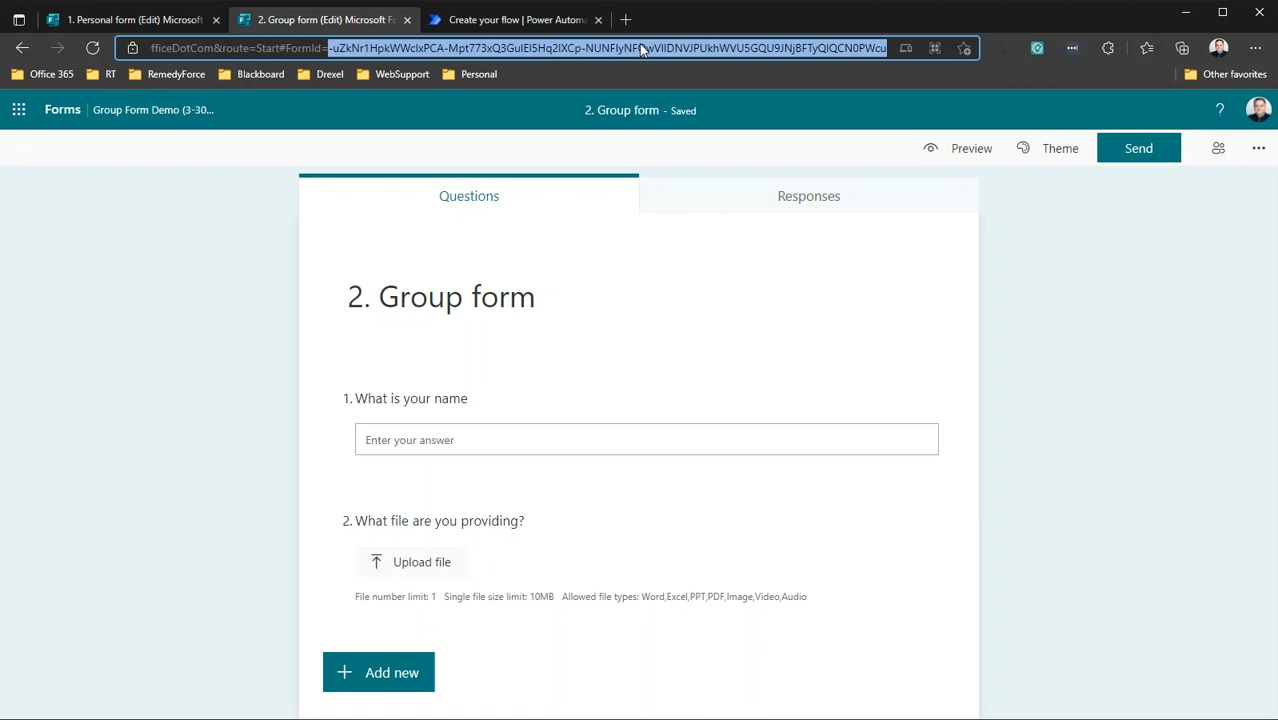 1. Personal form (Edit) Microsoft
2. Group form (Edit) Microsoft Fo
Create your flow | Power Automa
fficeDotCom&route=Start#FormId=
Office 365
RT
RemedyForce
Blackboard
Drexel
WebSupport
Personal
Other favorites
Forms
Group Form Demo (3-30...
2. Group form - Saved
?
Preview
Theme
Send
Questions
Responses
2. Group form
1. What is your name
Enter your answer
2. What file are you providing?
Upload file
File number limit: 1 Single file size limit: 10MB Allowed file types: Word,Excel,PPT,PDF,Image,Video,Audio
Add new